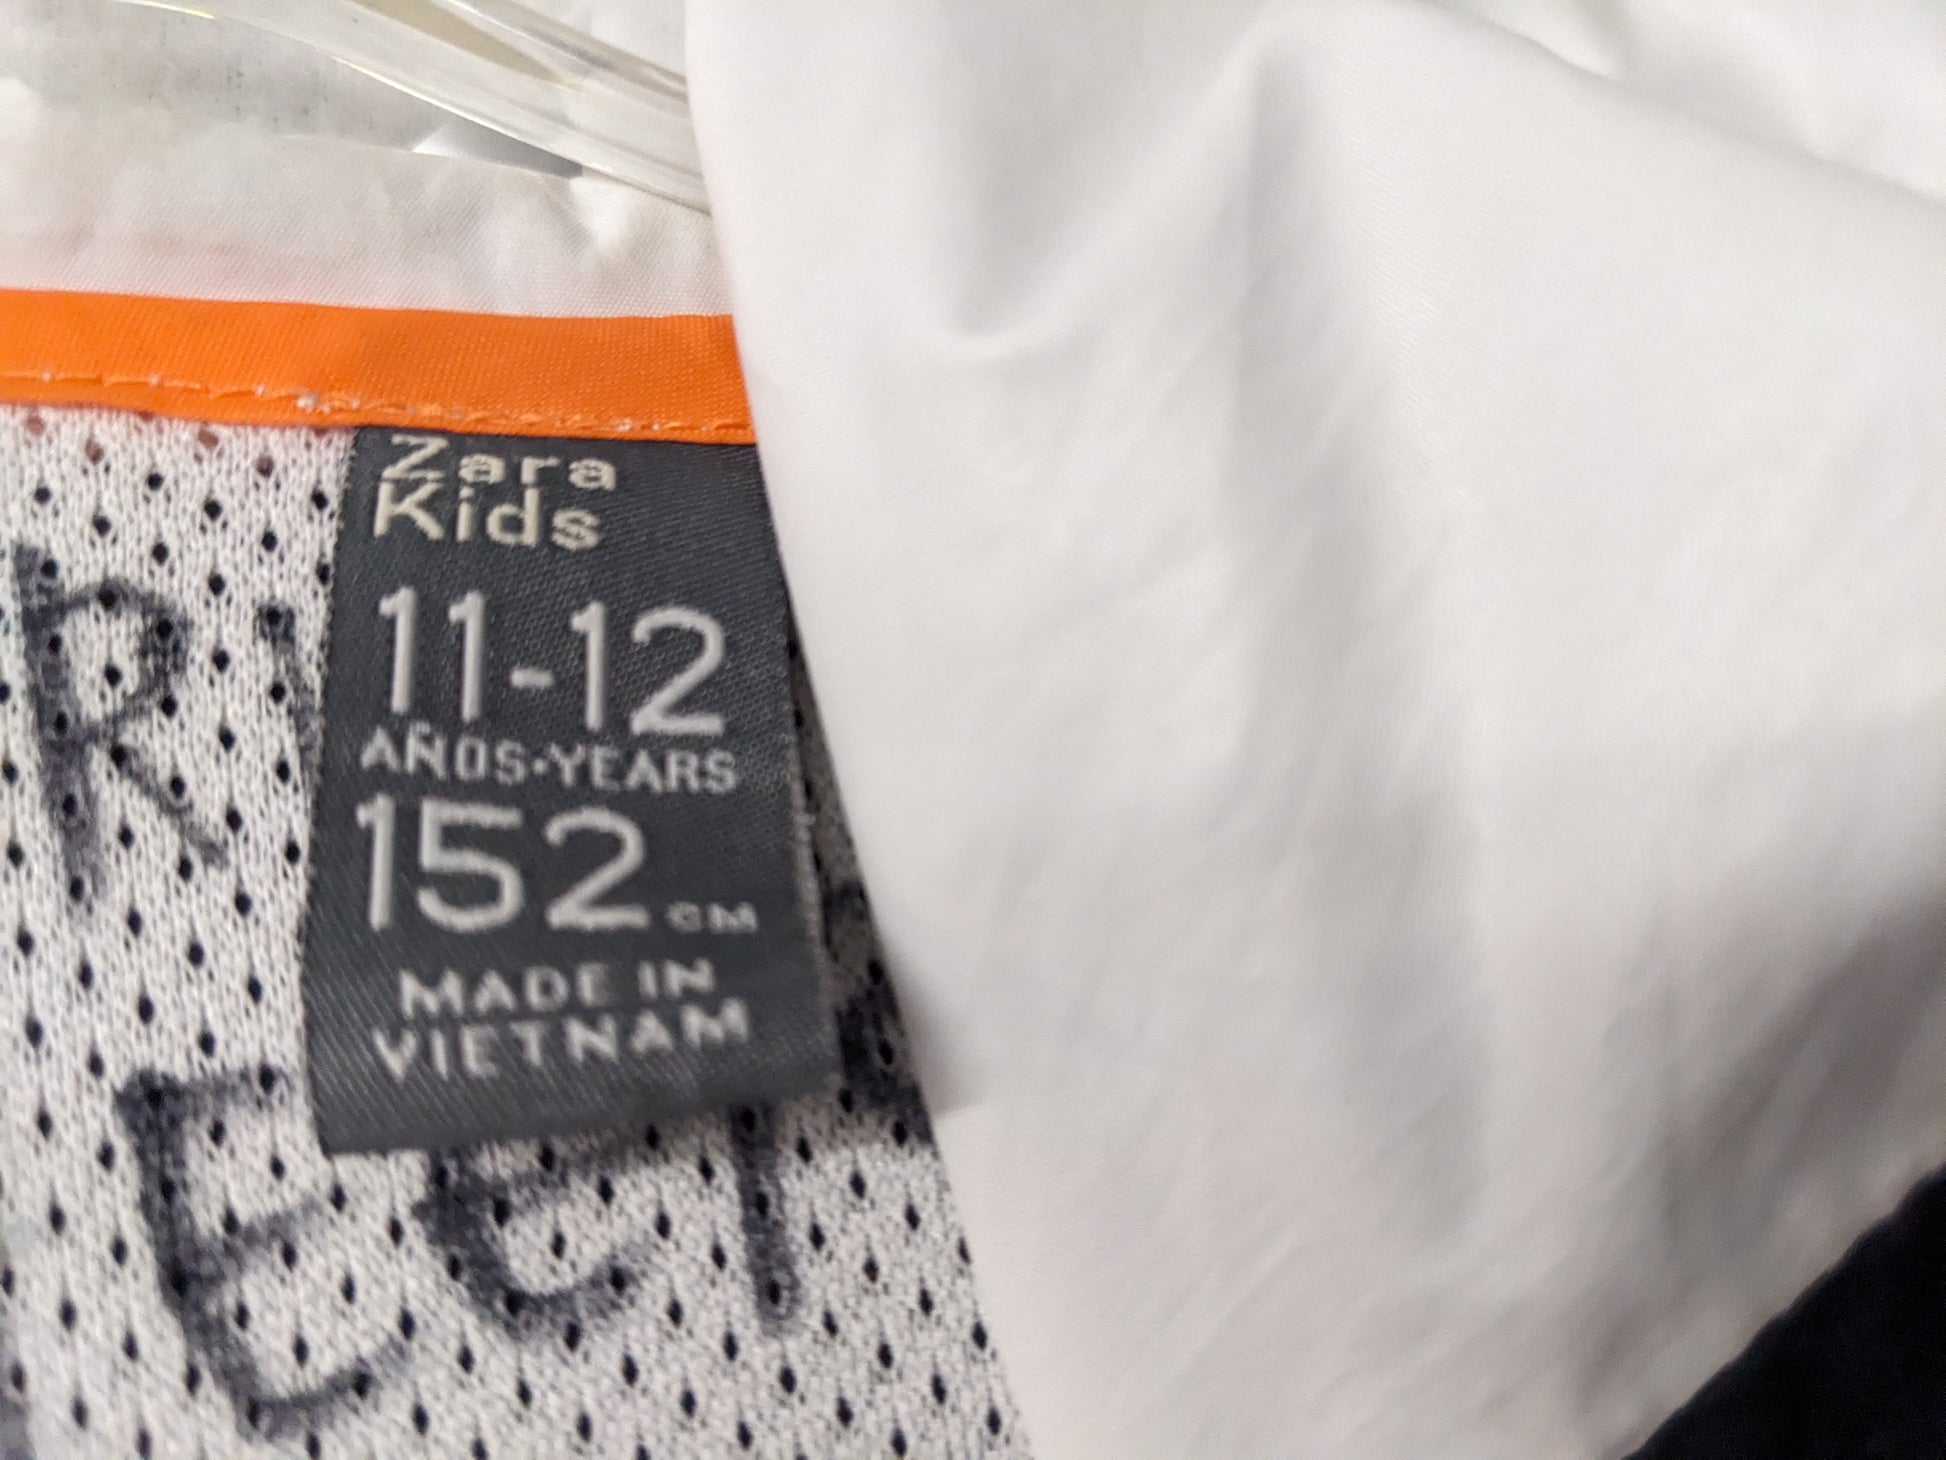 Zara
Kids
11-12
AÑOS•YEARS
152 CM
MADE IN
VIETNAM